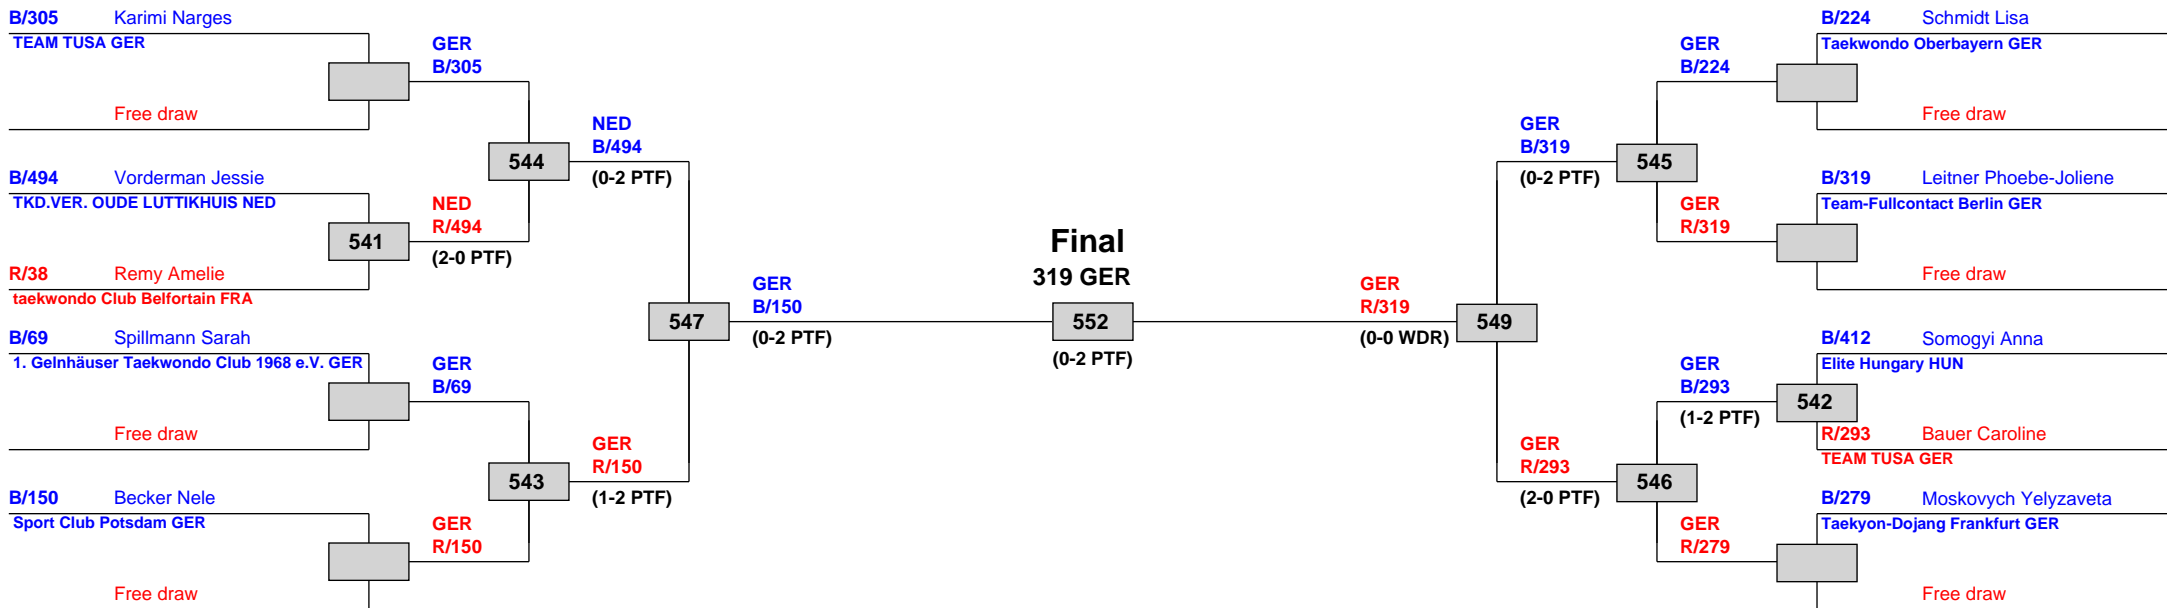 B/305 Karimi Narges
TEAM TUSA GER
Free draw
GER
B/305
B/494 Vorderman Jessie
TKD.VER. OUDE LUTTIKHUIS NED
541
R/38 Remy Amelie
taekwondo Club Belfortain FRA
NED
R/494
(2-0 PTF)
544
NED
B/494
(0-2 PTF)
B/69 Spillmann Sarah
1. Gelnhäuser Taekwondo Club 1968 e.V. GER
Free draw
GER
B/69
B/150 Becker Nele
Sport Club Potsdam GER
Free draw
GER
R/150
543
GER
R/150
(1-2 PTF)
547
GER
B/150
(0-2 PTF)
Final
319 GER
552
(0-2 PTF)
GER
R/319
(0-0 WDR)
549
GER
B/319
(0-2 PTF)
545
GER
B/224
B/224 Schmidt Lisa
Taekwondo Oberbayern GER
Free draw
GER
R/319
B/319 Leitner Phoebe-Joliene
Team-Fullcontact Berlin GER
Free draw
GER
R/293
(2-0 PTF)
546
GER
B/293
(1-2 PTF)
542
B/412 Somogyi Anna
Elite Hungary HUN
R/293 Bauer Caroline
TEAM TUSA GER
GER
R/279
B/279 Moskovych Yelyzaveta
Taekyon-Dojang Frankfurt GER
Free draw